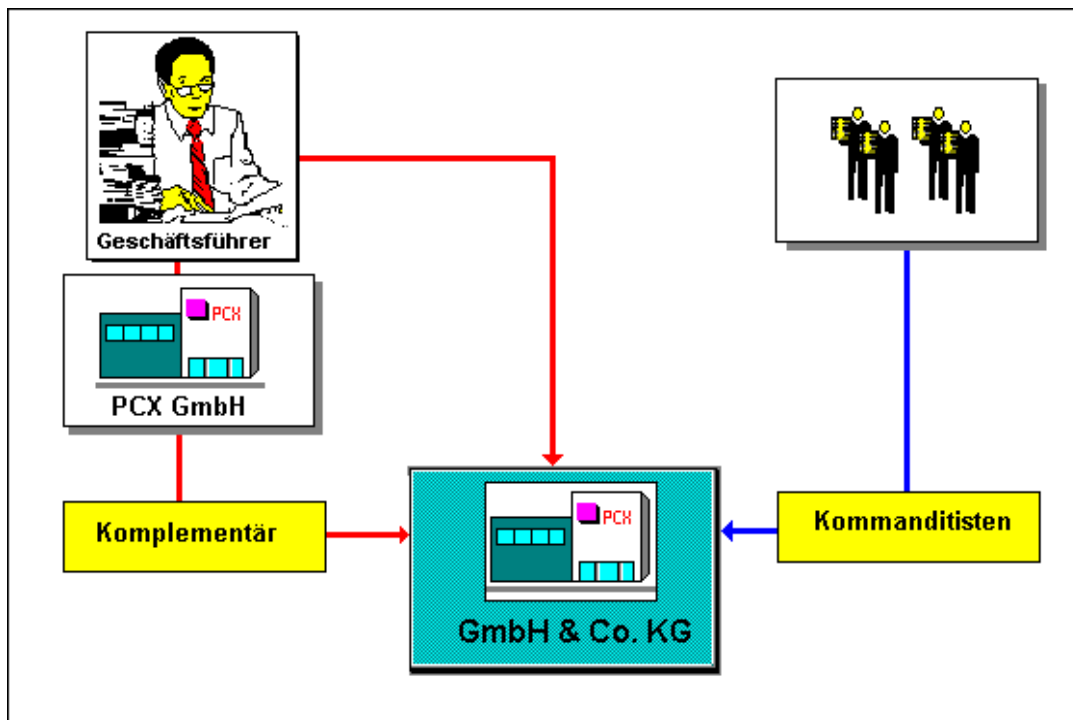 Geschäftsführer
PCX
PCX GmbH
Komplementär
Kommanditisten
PCX
GmbH & Co. KG